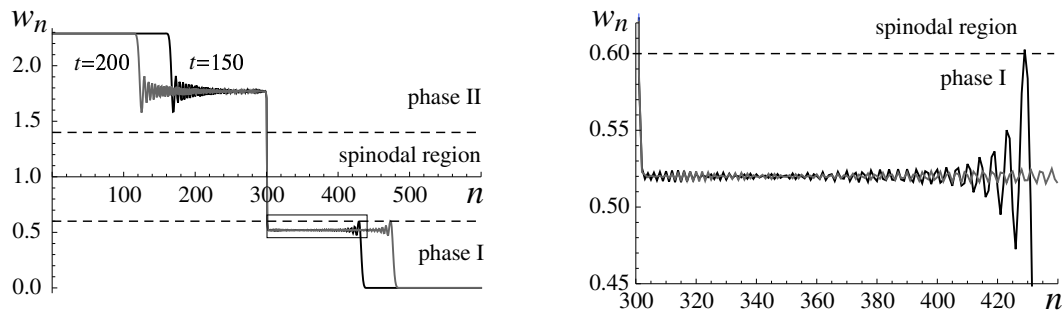 w_n
2.0
t=200
t=150
phase II
1.5
spinodal region
1.0
100 200 300 400 500 n
0.5
phase I
0.0
w_n
spinodal region
0.60
phase I
0.55
0.50
0.45
300 320 340 360 380 400 420 n